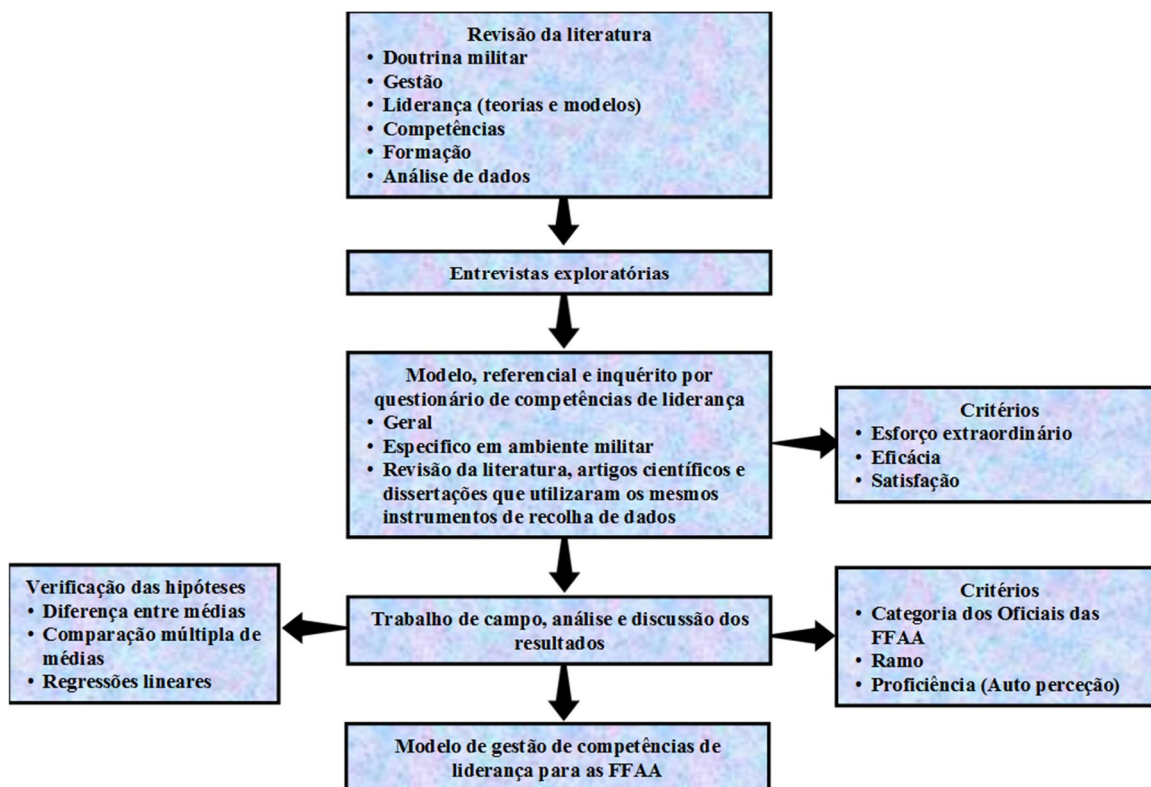 Revisão da literatura
• Doutrina militar
• Gestão
• Liderança (teorias e modelos)
• Competências
• Formação
• Análise de dados
Entrevistas exploratórias
Modelo, referencial e inquérito por
questionário de competências de liderança
• Geral
• Especifico em ambiente militar
• Revisão da literatura, artigos científicos e
dissertações que utilizaram os mesmos
instrumentos de recolha de dados
Critérios
• Esforço extraordinário
• Eficácia
• Satisfação
Verificação das hipóteses
• Diferença entre médias
• Comparação múltipla de
médias
• Regressões lineares
Trabalho de campo, análise e discussão dos
resultados
Critérios
• Categoria dos Oficiais das
FFAA
• Ramo
• Proficiência (Auto perceção)
Modelo de gestão de competências de
liderança para as FFAA